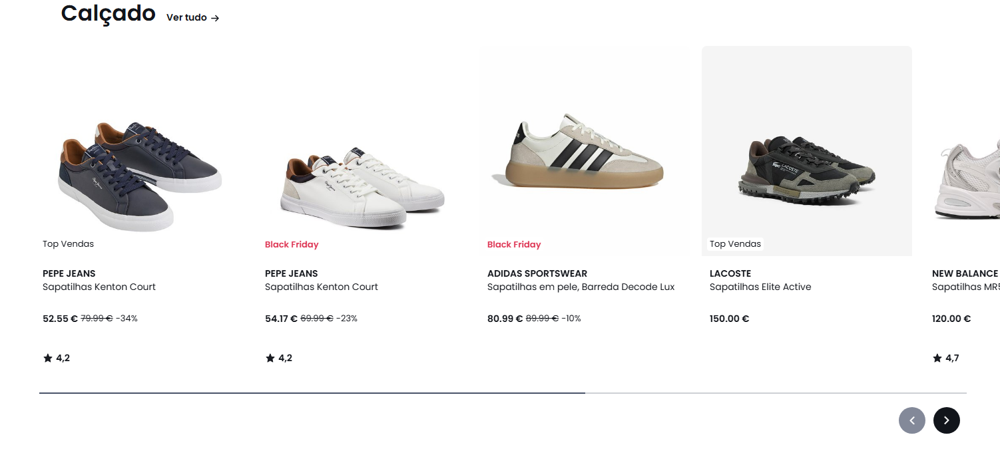 Calçado
Ver tudo →
Top Vendas
PEPE JEANS
Sapatilhas Kenton Court
52.55 € 79.99 € -34%
★ 4,2
Black Friday
PEPE JEANS
Sapatilhas Kenton Court
54.17 € 69.99 € -23%
★ 4,2
Black Friday
ADIDAS SPORTSWEAR
Sapatilhas em pele, Barreda Decode Lux
80.99 € 89.99 € -10%
LACOSTE
Top Vendas
LACOSTE
Sapatilhas Elite Active
150.00 €
NEW BALANCE
Sapatilhas
120.00 €
★ 4,7